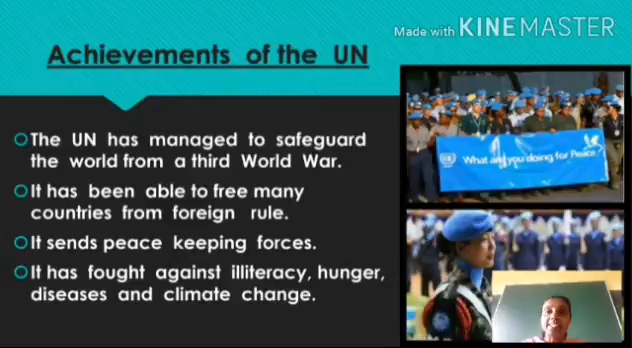 Made with KINEMASTER
Achievements of the UN
The UN has managed to safeguard
the world from a third World War.
It has been able to free many
countries from foreign rule.
It sends peace keeping forces.
It has fought against illiteracy, hunger,
diseases and climate change.
What are you doing for Peace?